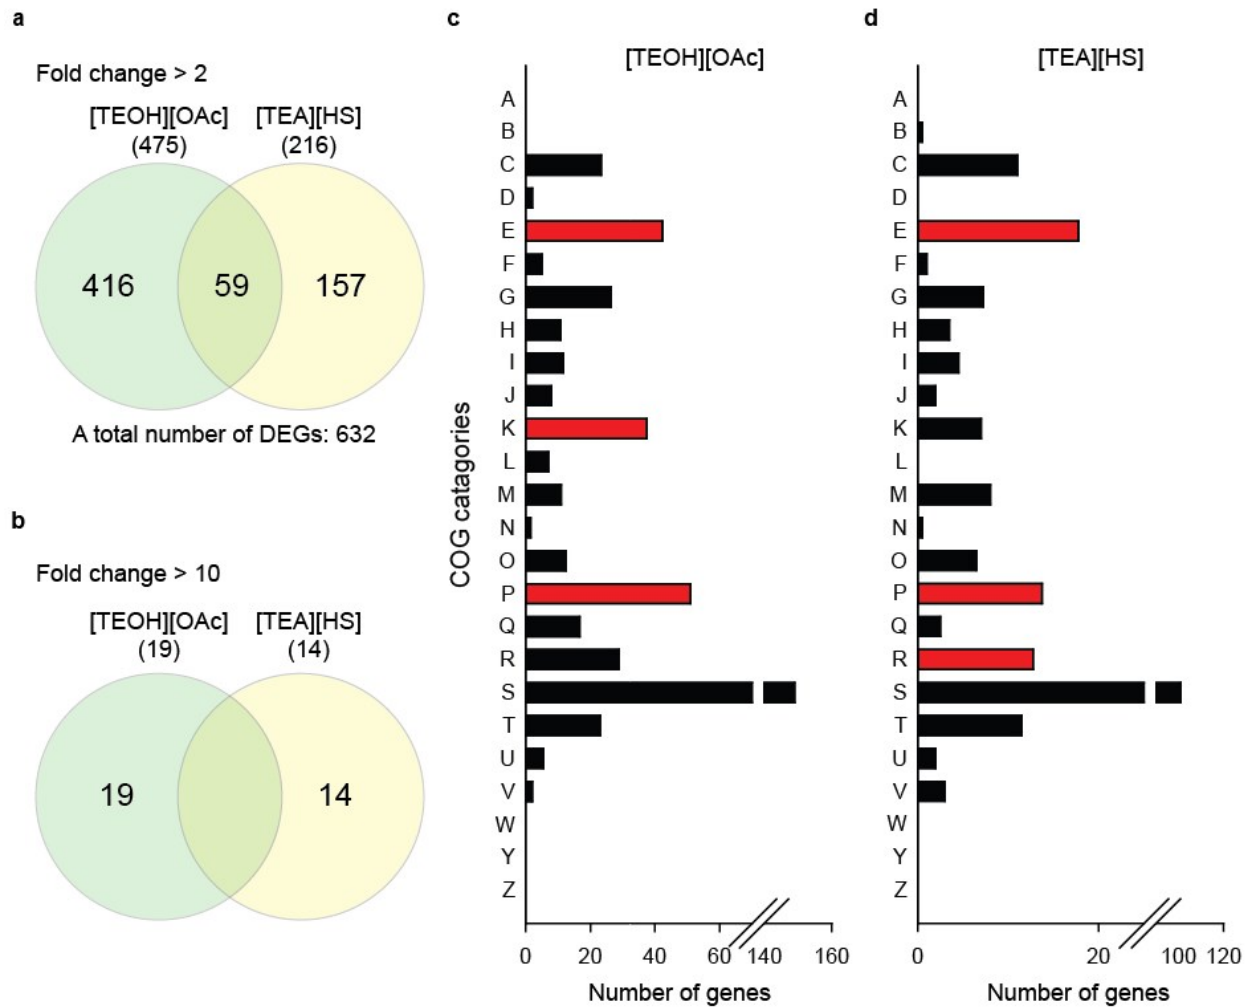 a
Fold change > 2
[TEOH][OAc] [TEA][HS]
(475) (216)
416 59 157
A total number of DEGs: 632
b
Fold change > 10
[TEOH][OAc] [TEA][HS]
(19) (14)
19 14
c
[TEOH][OAc]
COG catagories
A
B
C
D
E
F
G
H
I
J
K
L
M
N
O
P
Q
R
S
T
U
V
W
Y
Z
0 20 40 60 140 160
Number of genes
d
[TEA][HS]
A
B
C
D
E
F
G
H
I
J
K
L
M
N
O
P
Q
R
S
T
U
V
W
Y
Z
0 20 100 120
Number of genes